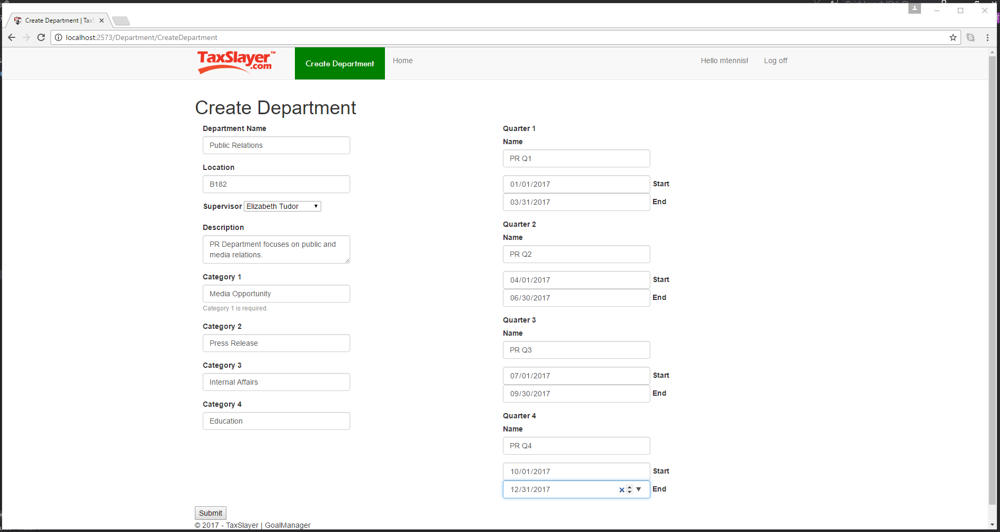 Create Department | Tax
localhost:2573/Department/CreateDepartment
TaxSlayer™
.com
Create Department
Home
Hello mtennis!
Log off
Create Department
Department Name
Public Relations
Location
B182
Supervisor Elizabeth Tudor
Description
PR Department focuses on public and
media relations.
Category 1
Media Opportunity
Category 1 is required.
Category 2
Press Release
Category 3
Internal Affairs
Category 4
Education
Quarter 1
Name
PR Q1
01/01/2017 Start
03/31/2017 End
Quarter 2
Name
PR Q2
04/01/2017 Start
06/30/2017 End
Quarter 3
Name
PR Q3
07/01/2017 Start
09/30/2017 End
Quarter 4
Name
PR Q4
10/01/2017 Start
12/31/2017 End
Submit
© 2017 - TaxSlayer | GoalManager